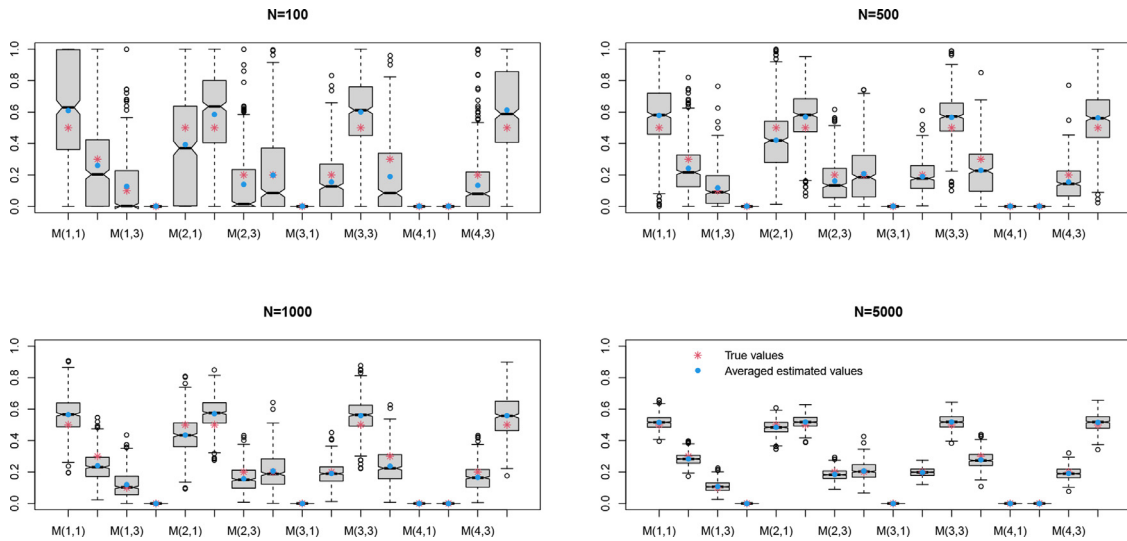 N=100
1.0
0.8
0.6
0.4
0.2
0.0
M(1,1) M(1,3) M(2,1) M(2,3) M(3,1) M(3,3) M(4,1) M(4,3)
N=500
1.0
0.8
0.6
0.4
0.2
0.0
M(1,1) M(1,3) M(2,1) M(2,3) M(3,1) M(3,3) M(4,1) M(4,3)
N=1000
1.0
0.8
0.6
0.4
0.2
0.0
M(1,1) M(1,3) M(2,1) M(2,3) M(3,1) M(3,3) M(4,1) M(4,3)
N=5000
True values
Averaged estimated values
1.0
0.8
0.6
0.4
0.2
0.0
M(1,1) M(1,3) M(2,1) M(2,3) M(3,1) M(3,3) M(4,1) M(4,3)